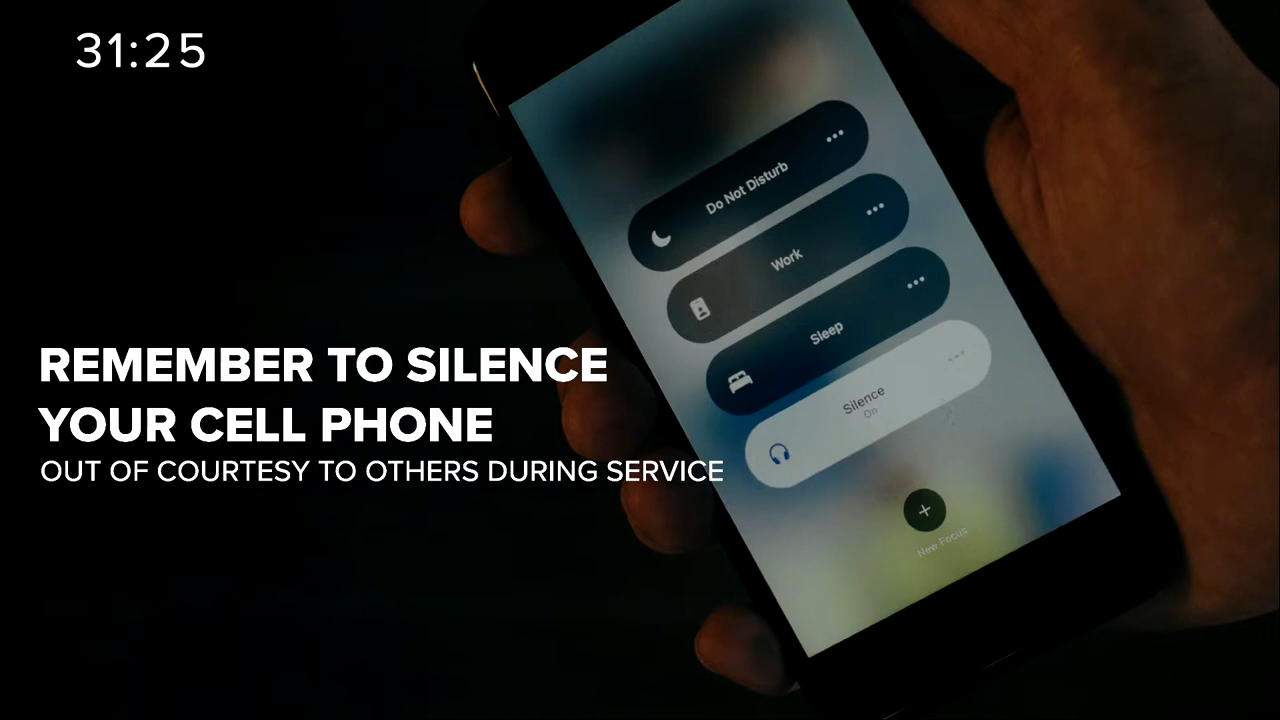 31:25
Do Not Disturb
Work
Sleep
Silence
On
New Focus
REMEMBER TO SILENCE
YOUR CELL PHONE
OUT OF COURTESY TO OTHERS DURING SERVICE